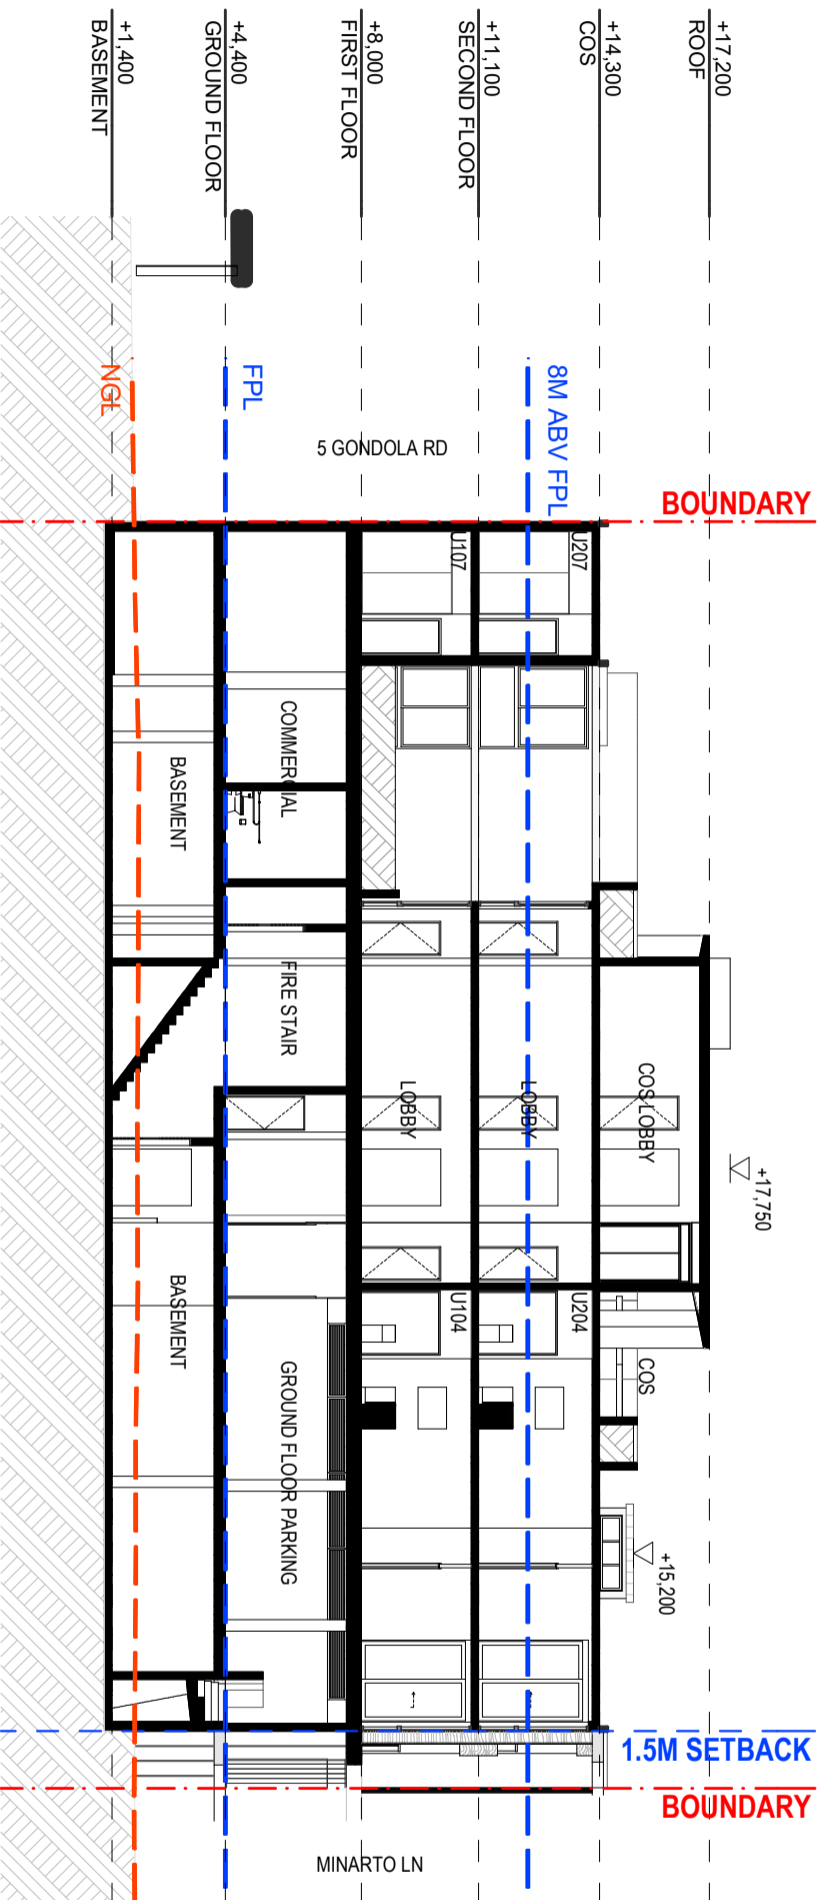 +17,200
ROOF
+14,300
COS
+11,100
SECOND FLOOR
+8,000
FIRST FLOOR
+4,400
GROUND FLOOR
+1,400
BASEMENT
8M ABV FPL
FPL
NGL
5 GONDOLA RD
BOUNDARY
U207
U107
COMMERCIAL
BASEMENT
FIRE STAIR
COS LOBBY
LOBBY
LOBBY
+17,750
BASEMENT
U204
U104
COS
GROUND FLOOR PARKING
+15,200
1.5M SETBACK
BOUNDARY
MINARTO LN